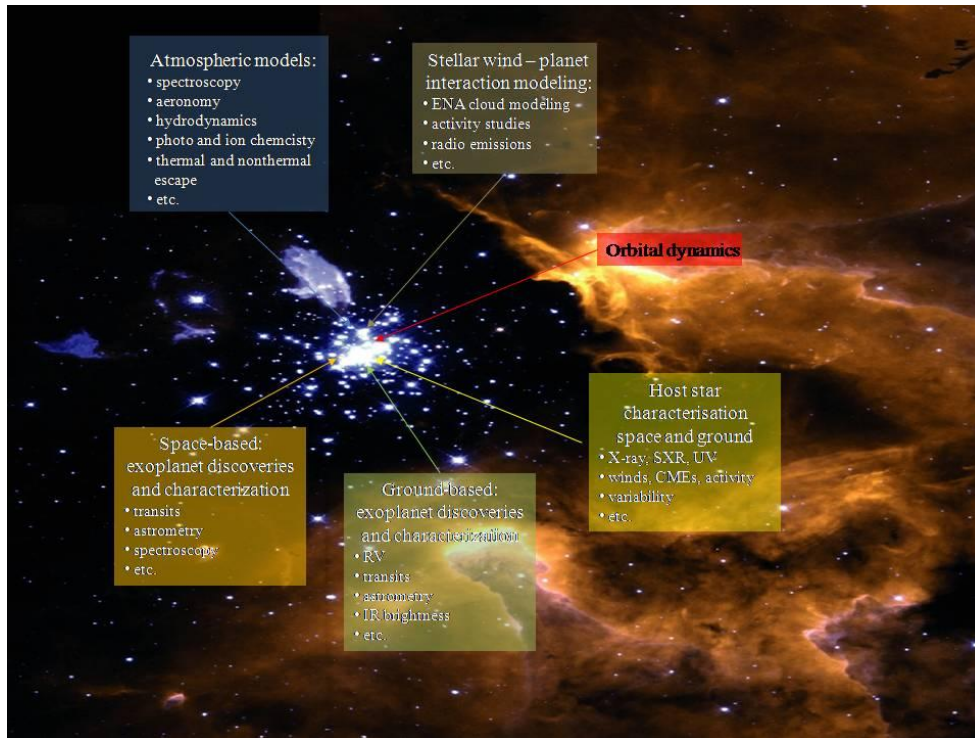 Atmospheric models:
• spectroscopy
• aeronomy
• hydrodynamics
• photo and ion chemcisty
• thermal and nonthermal
escape
• etc.
Stellar wind – planet
interaction modeling:
• ENA cloud modeling
• activity studies
• radio emissions
• etc.
Orbital dynamics
Host star
characterisation
space and ground
• X-ray, SXR, UV
• winds, CMEs, activity
• variability
• etc.
Space-based:
exoplanet discoveries
and characterization
• transits
• astrometry
• spectroscopy
• etc.
Ground-based:
exoplanet discoveries
and characterization
• RV
• transits
• astrometry
• IR brightness
• etc.